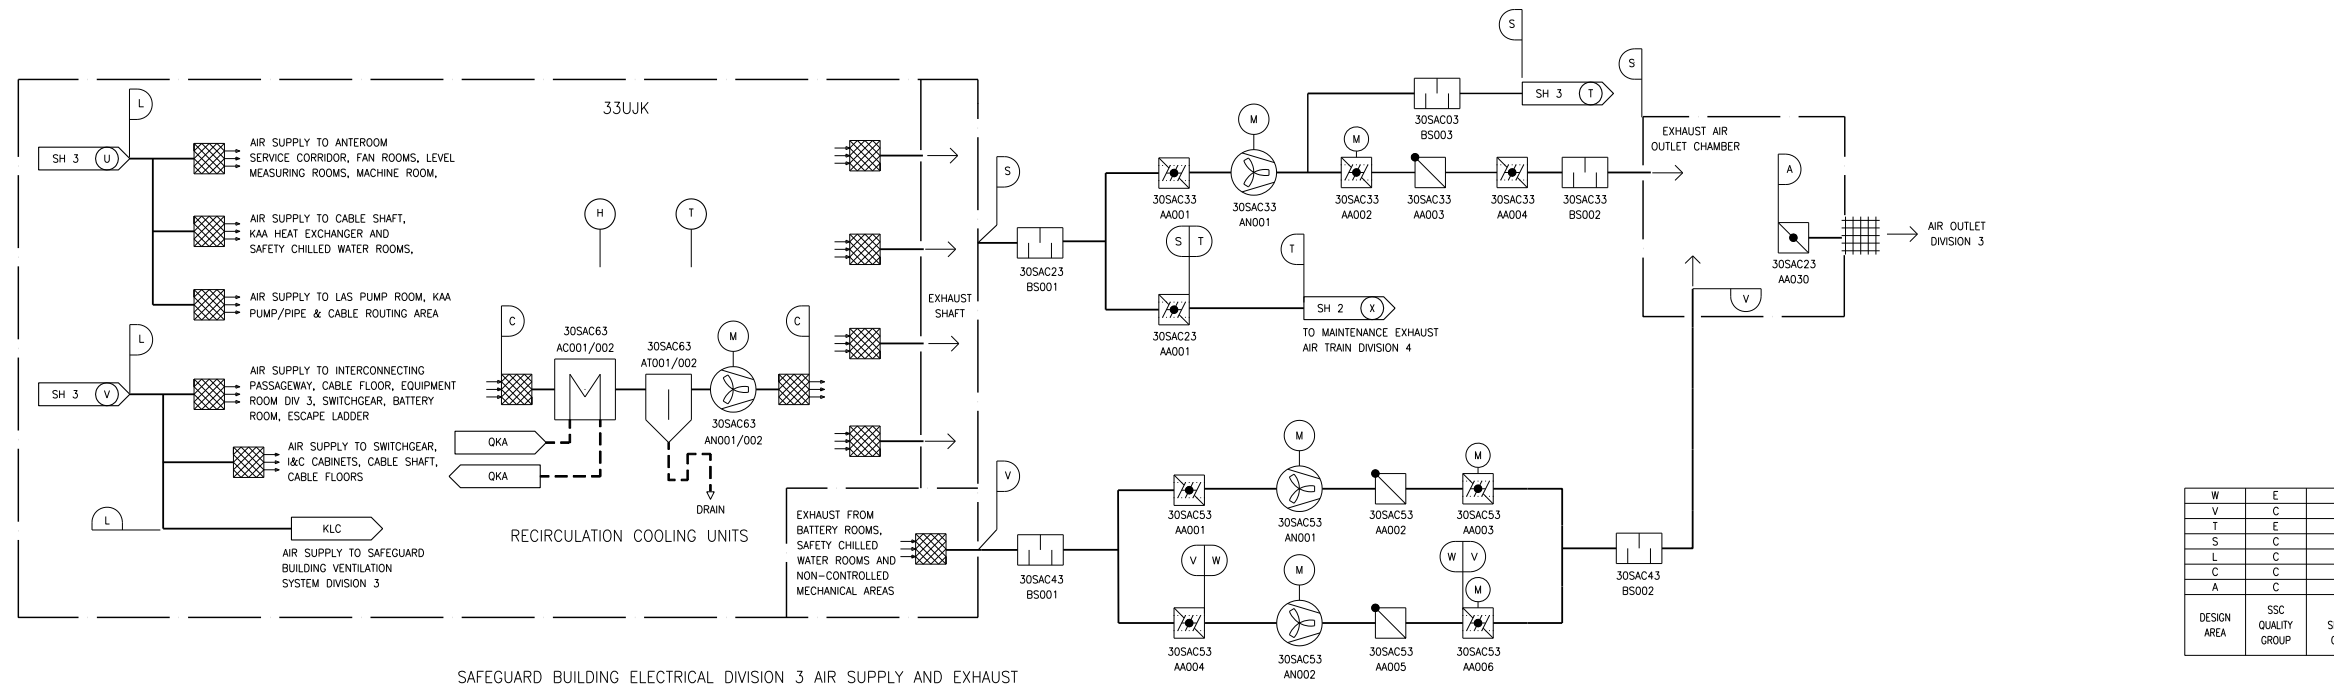 L
SH 3
U
AIR SUPPLY TO ANTEROOM
SERVICE CORRIDOR, FAN ROOMS, LEVEL
MEASURING ROOMS, MACHINE ROOM,
AIR SUPPLY TO CABLE SHAFT,
KAA HEAT EXCHANGER AND
SAFETY CHILLED WATER ROOMS,
AIR SUPPLY TO LAS PUMP ROOM, KAA
PUMP/PIPE & CABLE ROUTING AREA
L
SH 3
V
AIR SUPPLY TO INTERCONNECTING
PASSAGEWAY, CABLE FLOOR, EQUIPMENT
ROOM DIV 3, SWITCHGEAR, BATTERY
ROOM, ESCAPE LADDER
AIR SUPPLY TO SWITCHGEAR,
I&C CABINETS, CABLE SHAFT,
CABLE FLOORS
L
KLC
AIR SUPPLY TO SAFEGUARD
BUILDING VENTILATION
SYSTEM DIVISION 3
33UJK
H
T
C
30SAC63
AC001/002
30SAC63
AT001/002
M
C
30SAC63
AN001/002
QKA
QKA
DRAIN
RECIRCULATION COOLING UNITS
EXHAUST
SHAFT
EXHAUST FROM
BATTERY ROOMS,
SAFETY CHILLED
WATER ROOMS AND
NON-CONTROLLED
MECHANICAL AREAS
S
30SAC23
BS001
30SAC33
AA001
M
30SAC33
AN001
M
30SAC33
AA002
30SAC33
AA003
30SAC33
AA004
30SAC33
BS002
30SAC03
BS003
S
SH 3
T
S
EXHAUST AIR
OUTLET CHAMBER
A
30SAC23
AA030
AIR OUTLET
DIVISION 3
V
S T
30SAC23
AA001
T
SH 2
X
TO MAINTENANCE EXHAUST
AIR TRAIN DIVISION 4
V
30SAC43
BS001
30SAC53
AA001
M
30SAC53
AN001
30SAC53
AA002
M
30SAC53
AA003
V W
30SAC53
AA004
M
30SAC53
AN002
30SAC53
AA005
W V
M
30SAC53
AA006
30SAC43
BS002
SAFEGUARD BUILDING ELECTRICAL DIVISION 3 AIR SUPPLY AND EXHAUST
W E
V C
T E
S C
L C
C C
A C
DESIGN
AREA
SSC
QUALITY
GROUP